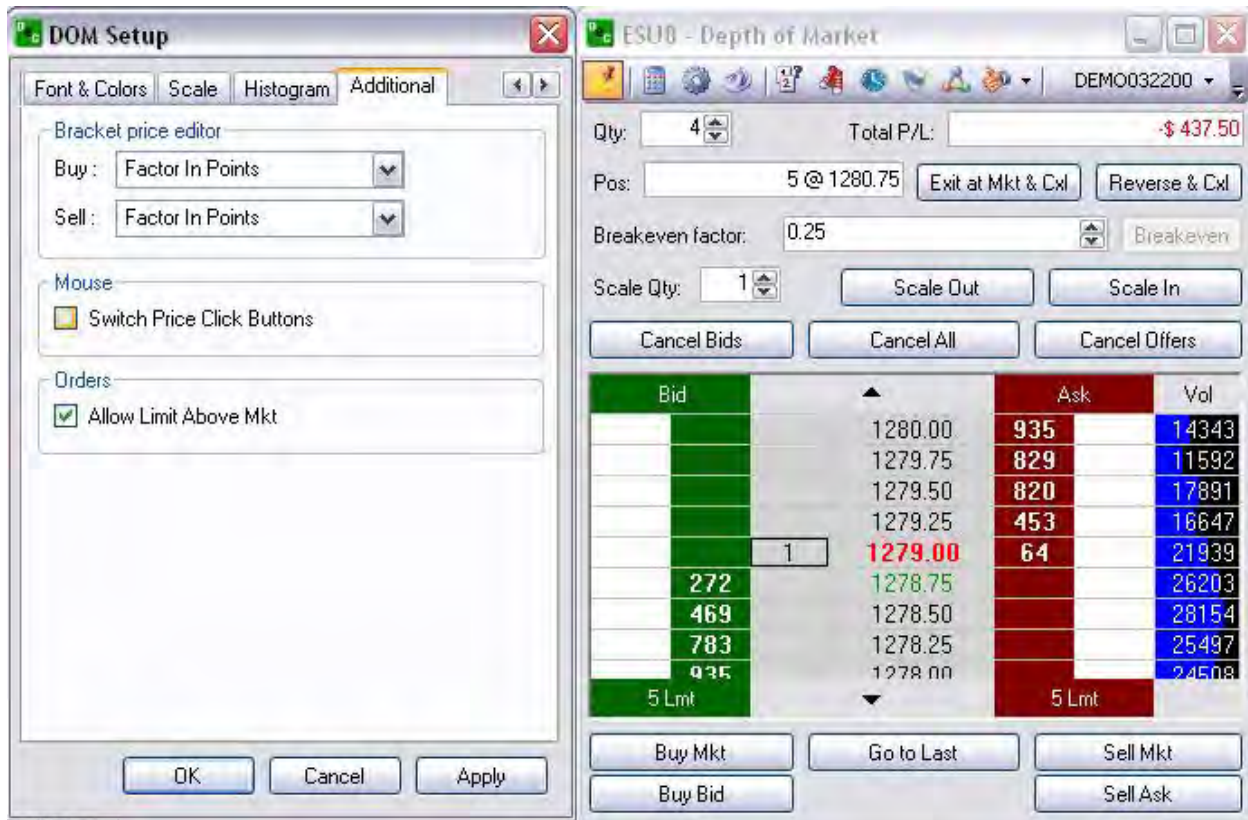 DOM Setup
Font & Colors Scale Histogram Additional
Bracket price editor
Buy : Factor In Points
Sell : Factor In Points
Mouse
Switch Price Click Buttons
Orders
Allow Limit Above Mkt
OK Cancel Apply
ESU8 - Depth of Market
DEMO032200
Qty: 4 Total P/L: -$ 437.50
Pos: 5 @ 1280.75 Exit at Mkt & Cxl Reverse & Cxl
Breakeven factor: 0.25 Breakeven
Scale Qty: 1 Scale Out Scale In
Cancel Bids Cancel All Cancel Offers
Bid Ask Vol
1280.00 935 14343
1279.75 829 11592
1279.50 820 17891
1279.25 453 16647
1 1279.00 64 21939
272 1278.75 26203
469 1278.50 28154
783 1278.25 25497
935 1278.00 24508
5 Lmt 5 Lmt
Buy Mkt Go to Last Sell Mkt
Buy Bid Sell Ask